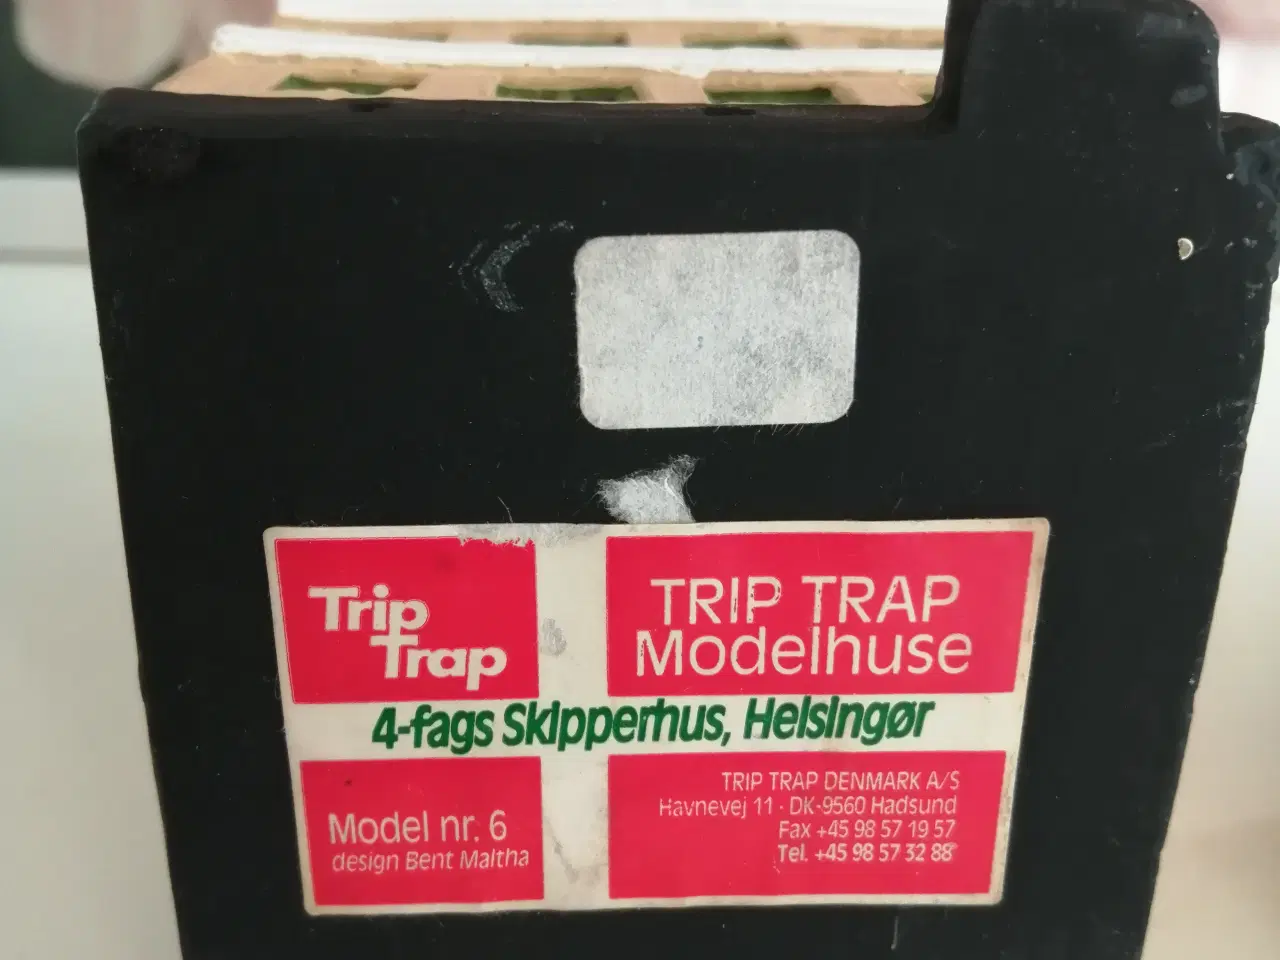 Trip
Trap
TRIP TRAP
Modelhuse
4-fags Skipperhus, Helsingør
Model nr. 6
design Bent Maltha
TRIP TRAP DENMARK A/S
Havnevej 11 · DK-9560 Hadsund
Fax +45 98 57 19 57
Tel. +45 98 57 32 88